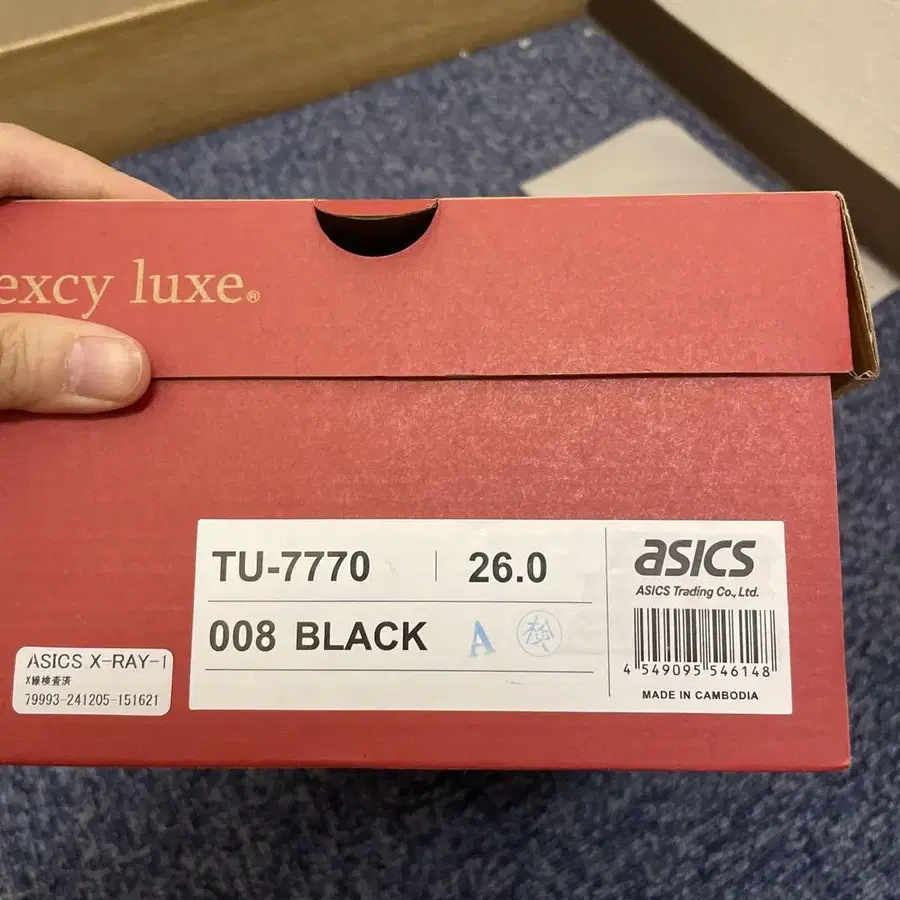 excy luxe®
TU-7770 | 26.0
008 BLACK A
asics
ASICS Trading Co., Ltd.
4 549095 546148
MADE IN CAMBODIA
ASICS X-RAY-1
X線検査済
79993-241205-151621